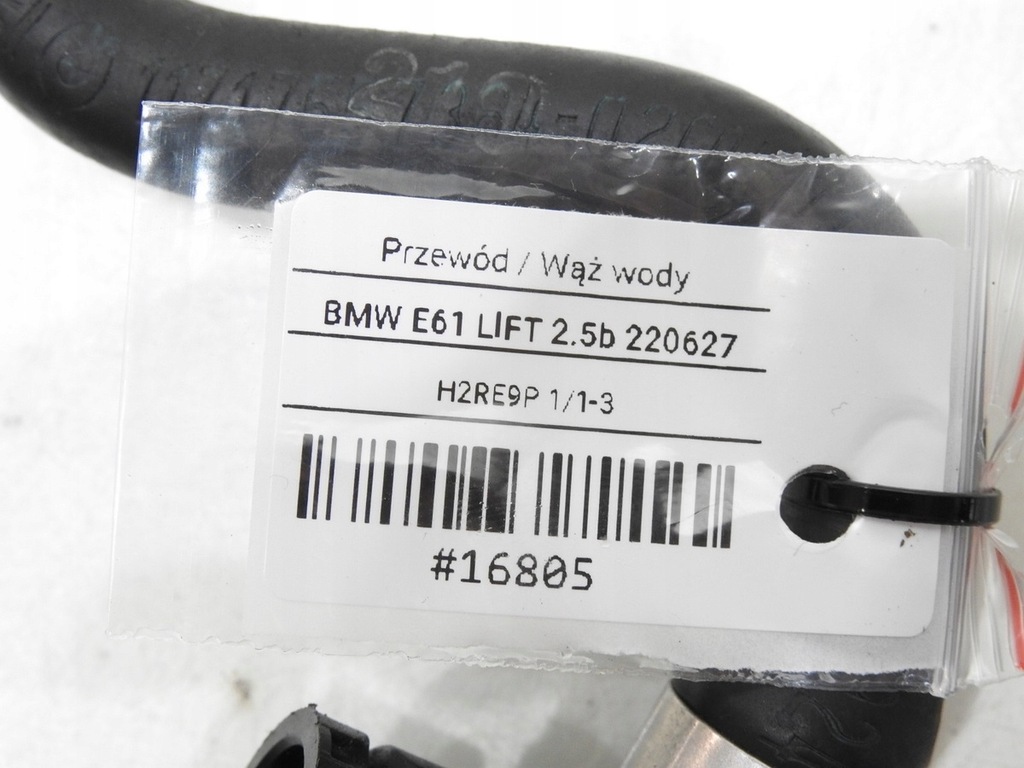 Przewód / Wąż wody
BMW E61 LIFT 2.5b 220627
H2RE9P 1/1-3
#16805